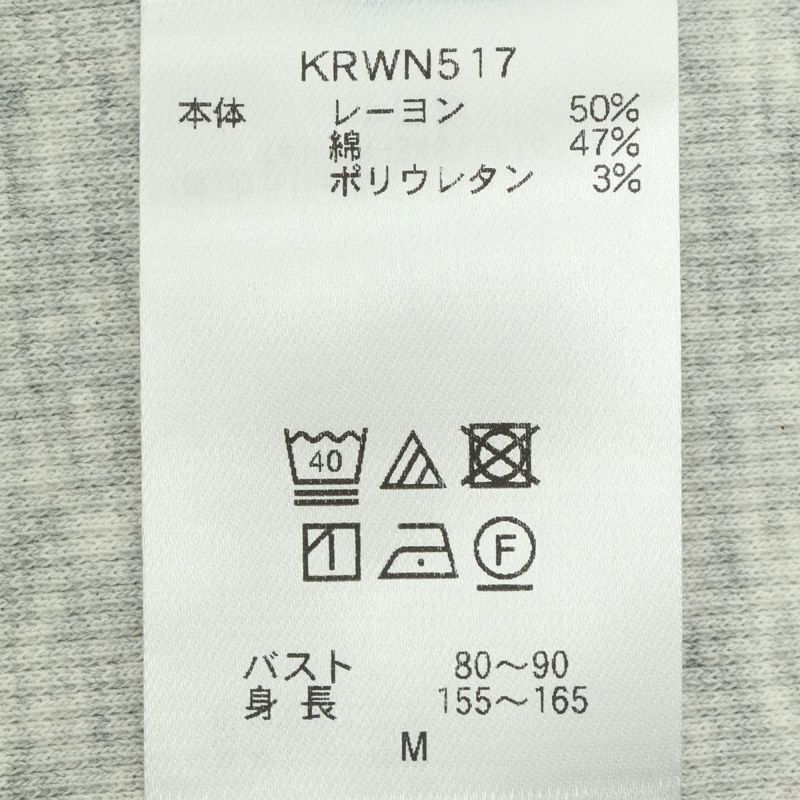 KRWN517
本体 レーヨン 50%
綿 47%
ポリウレタン 3%
40
F
バスト 80～90
身長 155～165
M